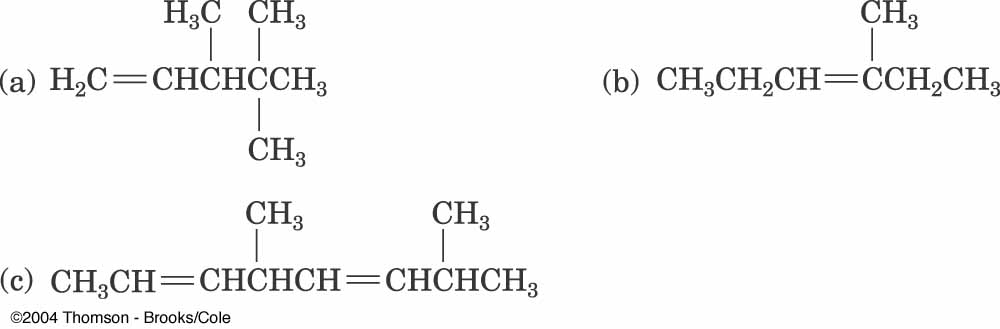 H₃C CH₃ CH₃
(a) H₂C=CHCHCCH₃ (b) CH₃CH₂CH=CCH₂CH₃
CH₃
CH₃ CH₃
(c) CH₃CH=CHCHCH=CHCHCH₃
©2004 Thomson - Brooks/Cole